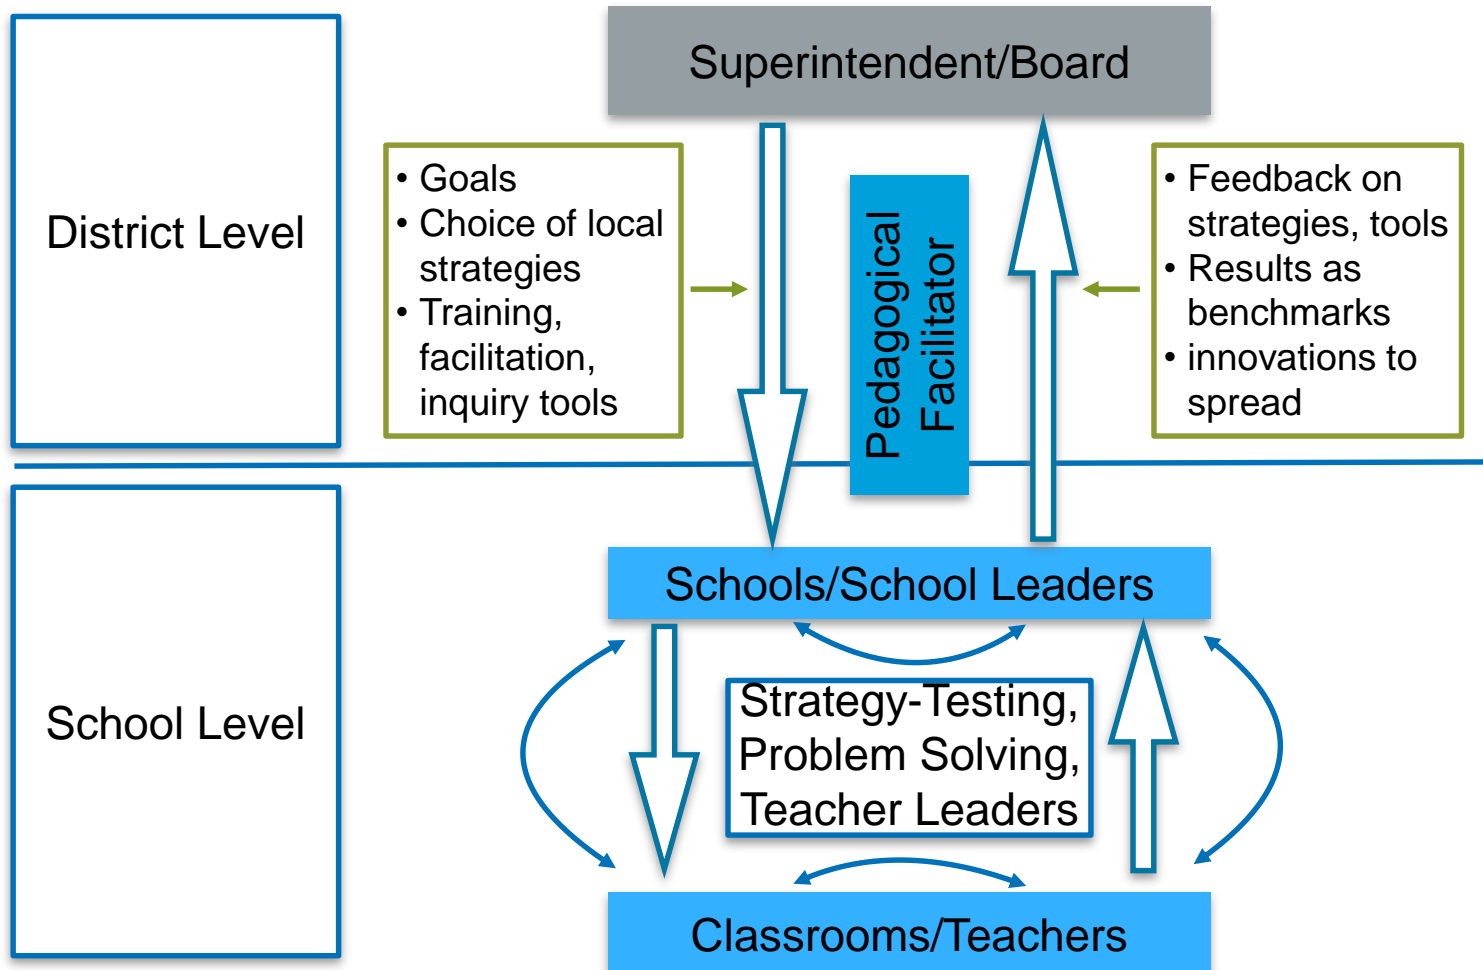 Superintendent/Board
District Level
• Goals
• Choice of local
strategies
• Training,
facilitation,
inquiry tools
Pedagogical
Facilitator
• Feedback on
strategies, tools
• Results as
benchmarks
• innovations to
spread
School Level
Schools/School Leaders
Strategy-Testing,
Problem Solving,
Teacher Leaders
Classrooms/Teachers